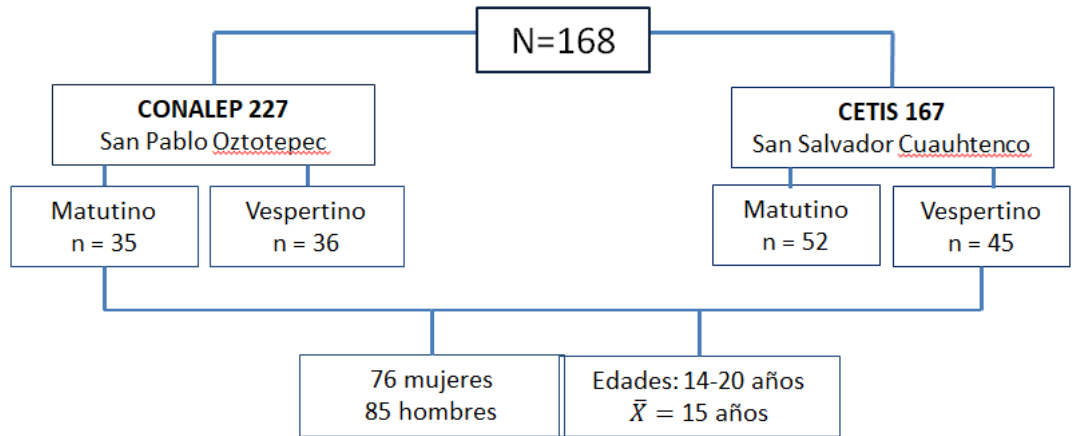 N=168
CONALEP 227
San Pablo Oztotepec
CETIS 167
San Salvador Cuauhtenco
Matutino
n = 35
Vespertino
n = 36
Matutino
n = 52
Vespertino
n = 45
76 mujeres
85 hombres
Edades: 14-20 años
X̄ = 15 años